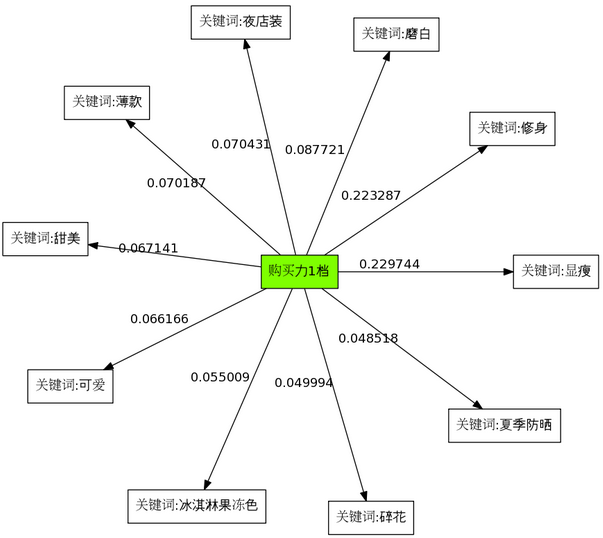 关键词:夜店装
关键词:磨白
关键词:薄款
关键词:修身
0.070431
0.087721
0.070187
0.223287
关键词:甜美
0.067141
购买力1档
0.229744
关键词:显瘦
0.066166
0.048518
关键词:可爱
0.055009
0.049994
关键词:夏季防晒
关键词:冰淇淋果冻色
关键词:碎花